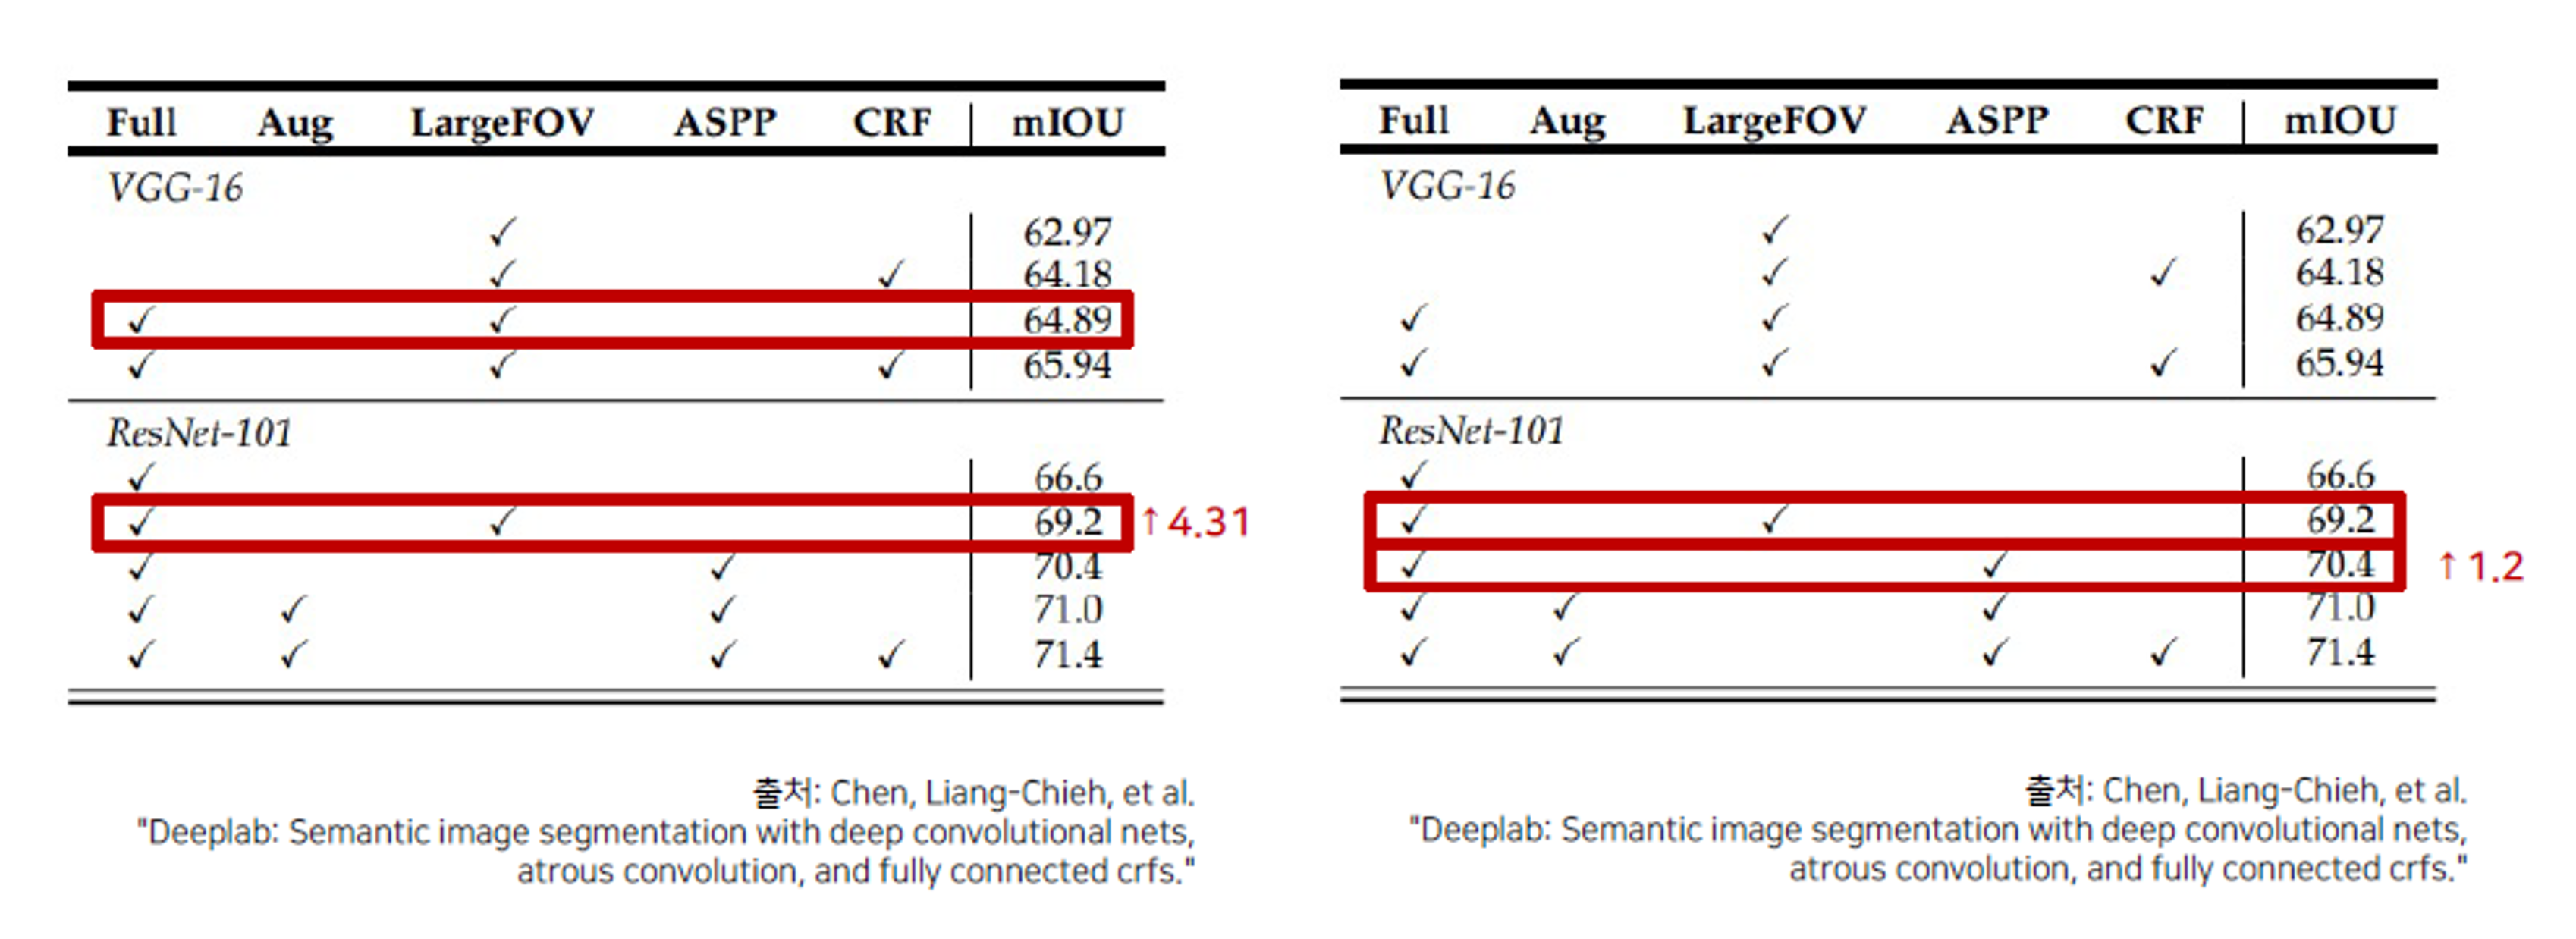 Full Aug LargeFOV ASPP CRF mIOU
VGG-16
✓ 62.97
✓ ✓ 64.18
✓ ✓ 64.89
✓ ✓ ✓ 65.94
ResNet-101
✓ 66.6
✓ ✓ 69.2 ↑4.31
✓ ✓ 70.4
✓ ✓ ✓ 71.0
✓ ✓ ✓ ✓ 71.4
출처: Chen, Liang-Chieh, et al.
"Deeplab: Semantic image segmentation with deep convolutional nets,
atrous convolution, and fully connected crfs."
Full Aug LargeFOV ASPP CRF mIOU
VGG-16
✓ 62.97
✓ ✓ 64.18
✓ ✓ 64.89
✓ ✓ ✓ 65.94
ResNet-101
✓ 66.6
✓ ✓ 69.2
✓ ✓ 70.4 ↑1.2
✓ ✓ ✓ 71.0
✓ ✓ ✓ ✓ 71.4
출처: Chen, Liang-Chieh, et al.
"Deeplab: Semantic image segmentation with deep convolutional nets,
atrous convolution, and fully connected crfs."